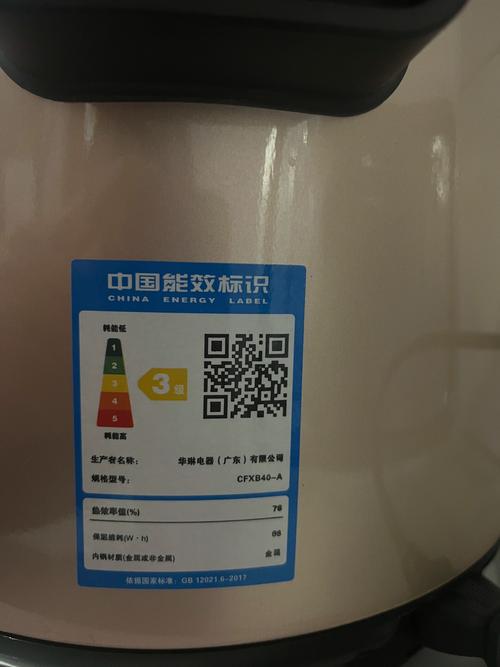 中国能效标识
CHINA ENERGY LABEL
耗能低
1
2
3
4
5
耗能高
3级
生产者名称： 华琳电器（广东）有限公司
规格型号： CFXB40-A
热效率值(%) 76
保温能耗(W·h)
内锅材质(金属或非金属) 金属
依据国家标准：GB 12021.6-2017